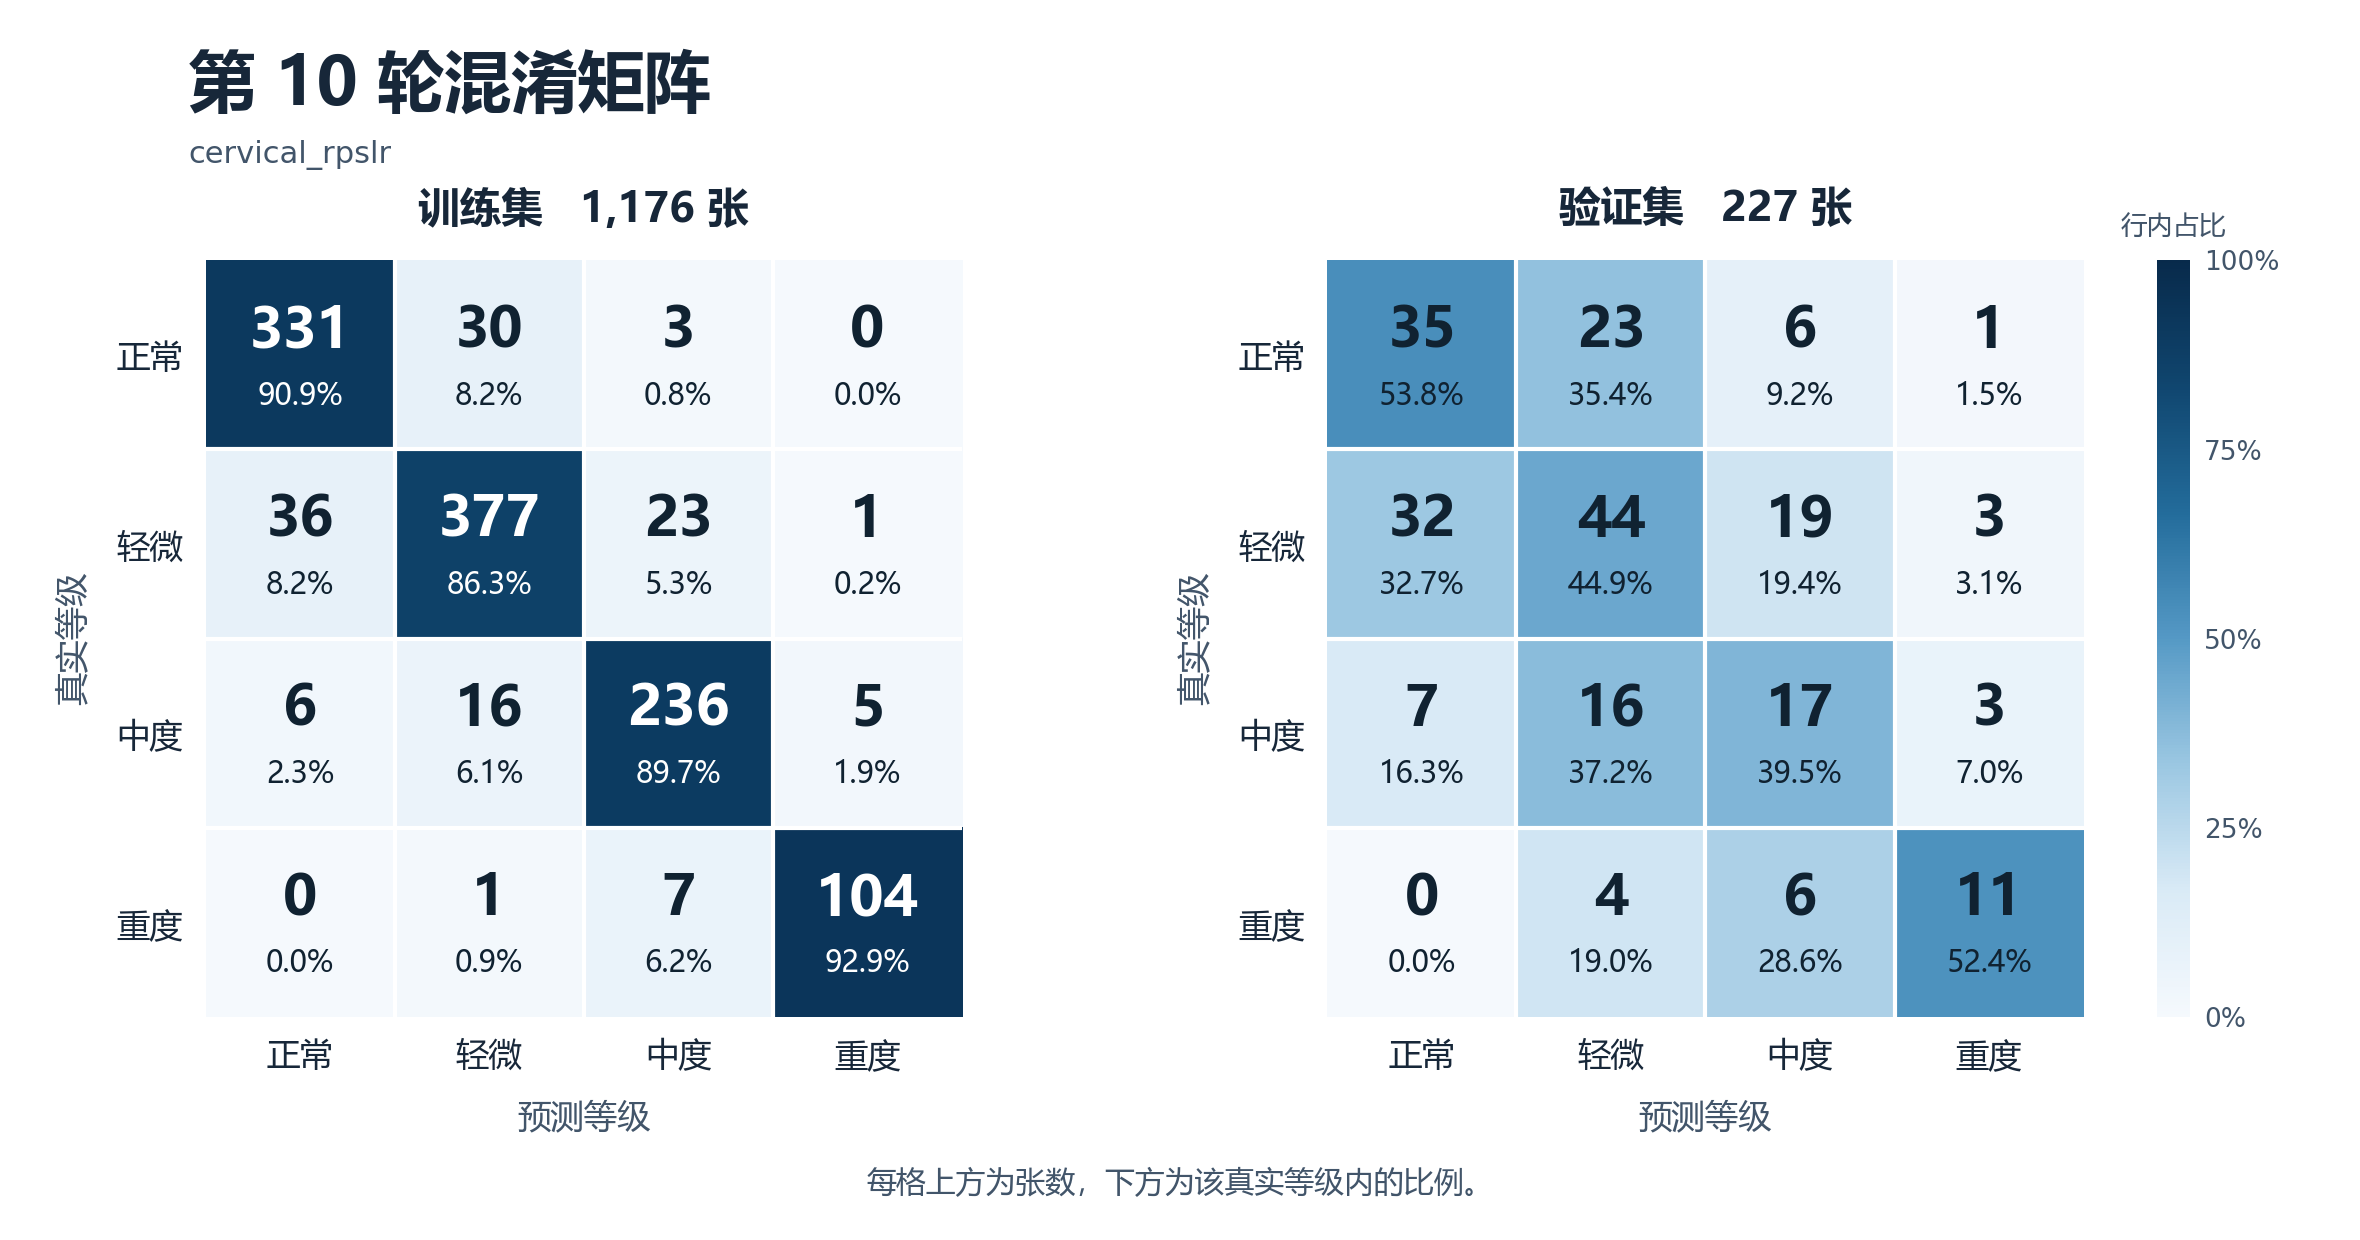 第 10 轮混淆矩阵
cervical_rpslr
训练集 1,176 张
真实等级
正常 331 30 3 0
90.9% 8.2% 0.8% 0.0%
轻微 36 377 23 1
8.2% 86.3% 5.3% 0.2%
中度 6 16 236 5
2.3% 6.1% 89.7% 1.9%
重度 0 1 7 104
0.0% 0.9% 6.2% 92.9%
正常 轻微 中度 重度
预测等级
验证集 227 张
真实等级
正常 35 23 6 1
53.8% 35.4% 9.2% 1.5%
轻微 32 44 19 3
32.7% 44.9% 19.4% 3.1%
中度 7 16 17 3
16.3% 37.2% 39.5% 7.0%
重度 0 4 6 11
0.0% 19.0% 28.6% 52.4%
正常 轻微 中度 重度
预测等级
行内占比
100%
75%
50%
25%
0%
每格上方为张数，下方为该真实等级内的比例。